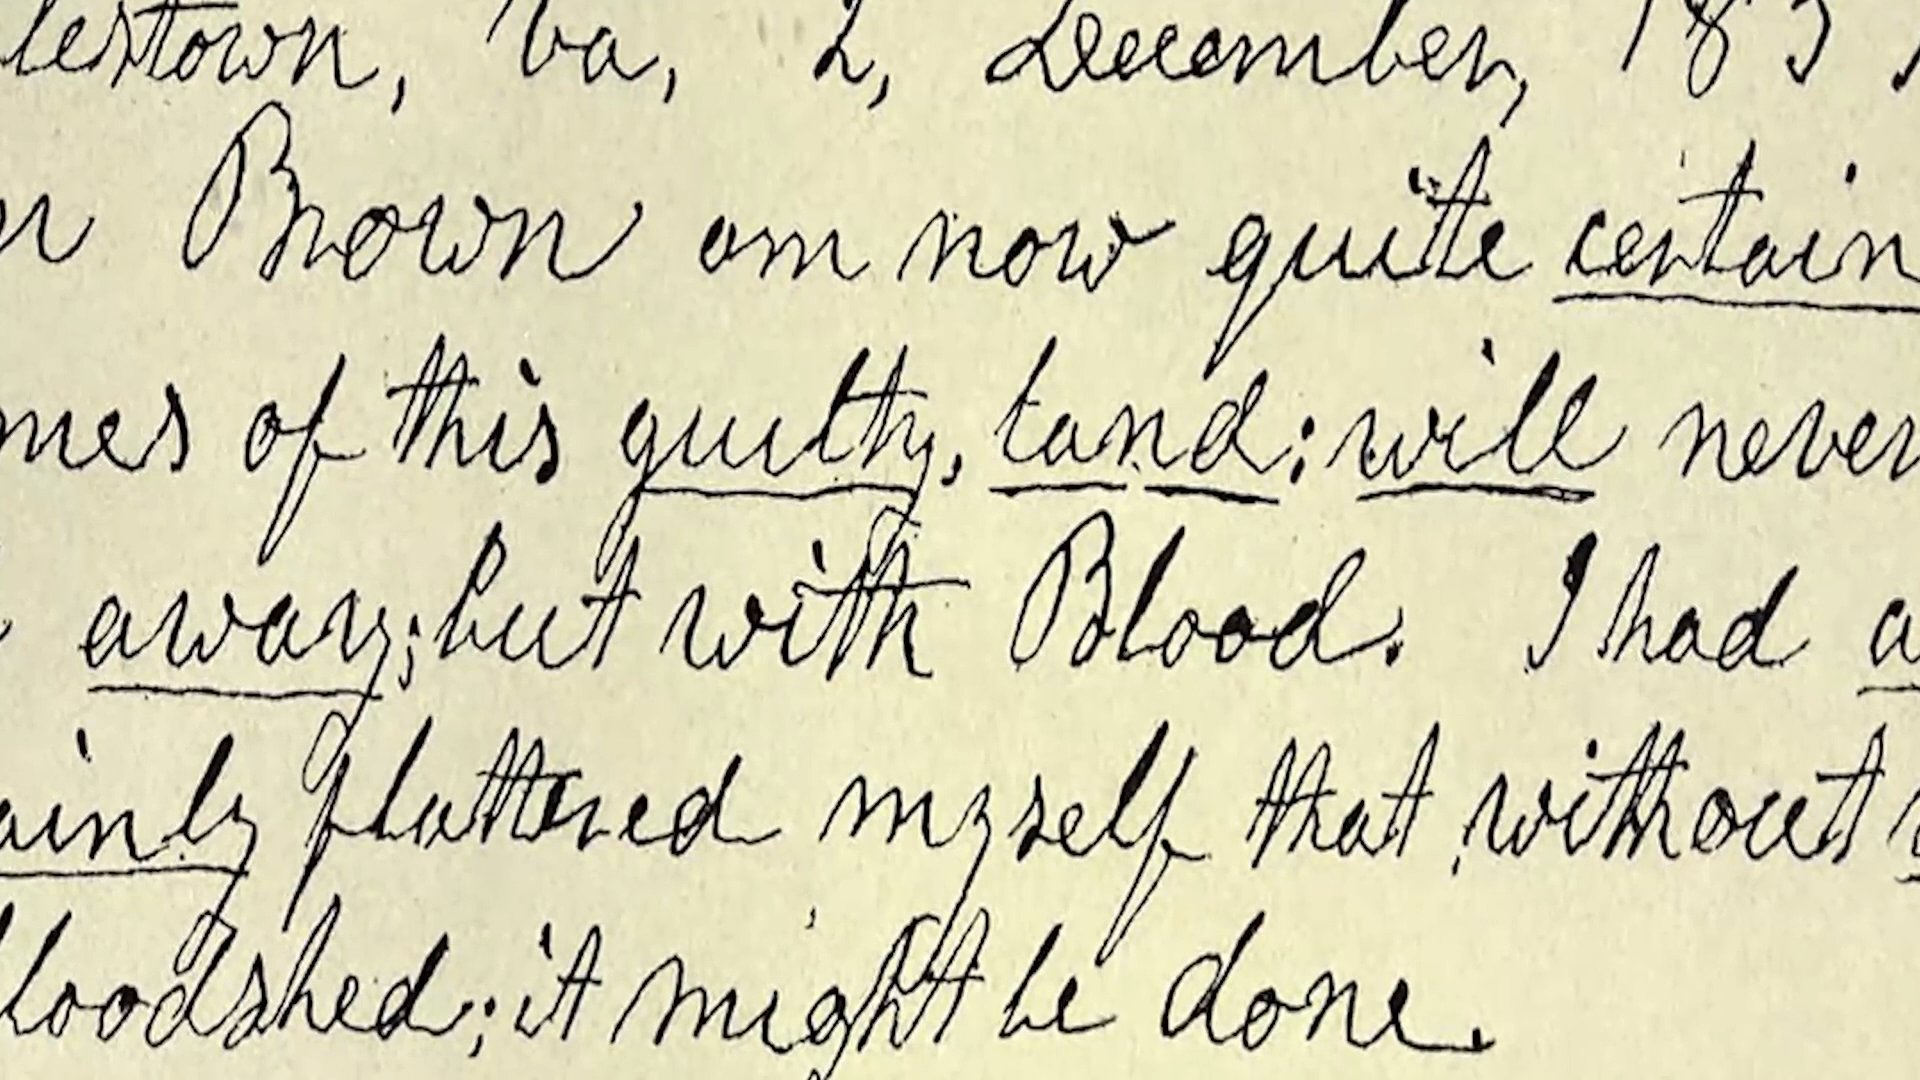 lestown, Va, 2, December, 185
n Brown am now quite certain
mes of this guilty, land: will never
away; but with Blood. I had a
ainly flattered myself that without
loodshed; it might be done.